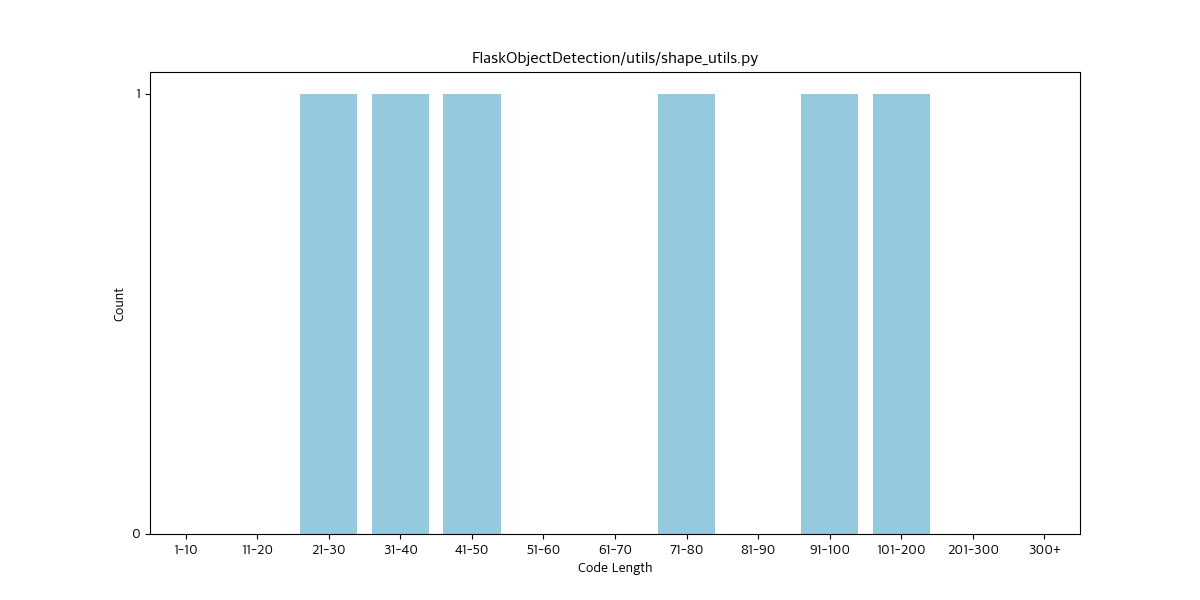 FlaskObjectDetection/utils/shape_utils.py
1
Count
0
1-10 11-20 21-30 31-40 41-50 51-60 61-70 71-80 81-90 91-100 101-200 201-300 300+
Code Length